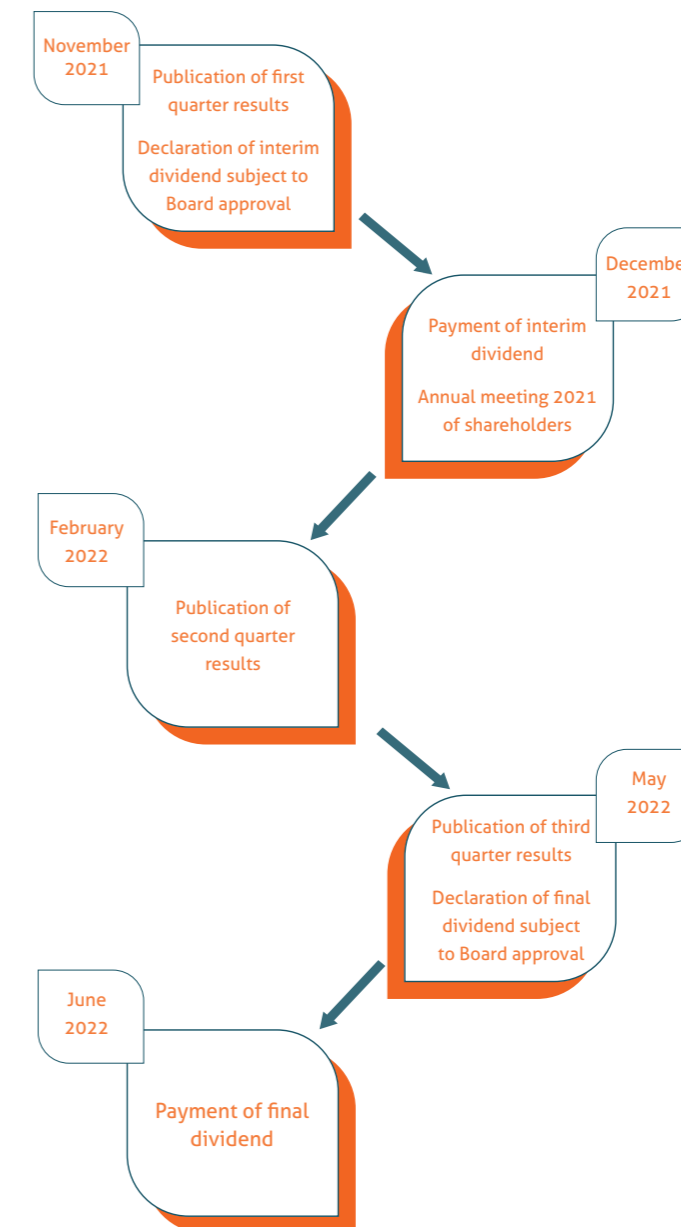 November
2021
Publication of first
quarter results
Declaration of interim
dividend subject to
Board approval
Decembe
2021
Payment of interim
dividend
Annual meeting 2021
of shareholders
February
2022
Publication of
second quarter
results
May
2022
Publication of third
quarter results
Declaration of final
dividend subject
to Board approval
June
2022
Payment of final
dividend